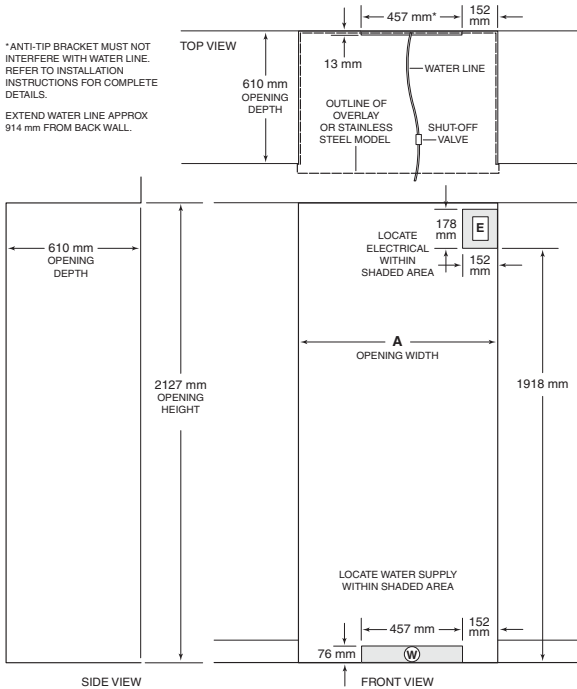 457 mm*
152
mm
*ANTI-TIP BRACKET MUST NOT
INTERFERE WITH WATER LINE.
REFER TO INSTALLATION
INSTRUCTIONS FOR COMPLETE
DETAILS.
EXTEND WATER LINE APPROX
914 mm FROM BACK WALL.
TOP VIEW
13 mm
610 mm
OPENING
DEPTH
WATER LINE
OUTLINE OF
OVERLAY
OR STAINLESS
STEEL MODEL
SHUT-OFF
VALVE
610 mm
OPENING
DEPTH
178
mm
E
LOCATE
ELECTRICAL
WITHIN
SHADED AREA
152
mm
A
OPENING WIDTH
2127 mm
OPENING
HEIGHT
1918 mm
LOCATE WATER SUPPLY
WITHIN SHADED AREA
457 mm
152
mm
76 mm
W
SIDE VIEW
FRONT VIEW